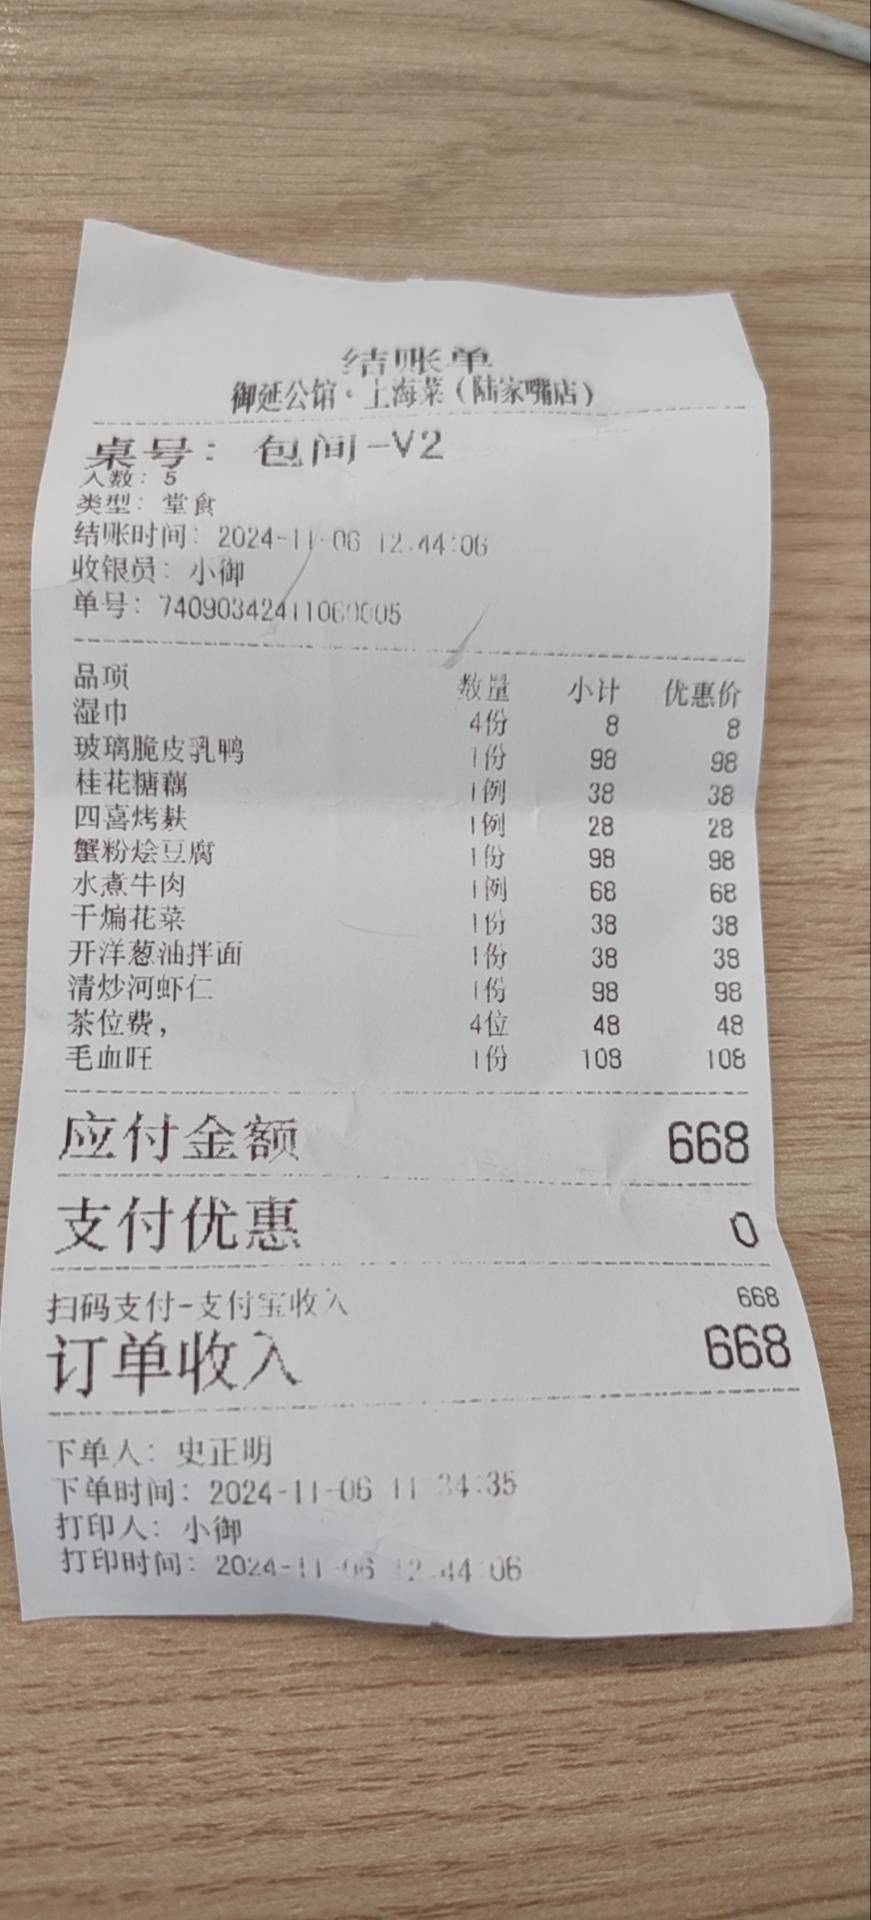 结账单
御延公馆·上海菜（陆家嘴店）
桌号: 包间-V2
人数: 5
类型: 堂食
结账时间: 2024-11-06 12:44:06
收银员: 小御
单号: 74090342411060005
品项 数量 小计 优惠价
湿巾 4份 8 8
玻璃脆皮乳鸭 1份 98 98
桂花糖藕 1例 38 38
四喜烤麸 1例 28 28
蟹粉烩豆腐 1份 98 98
水煮牛肉 1例 68 68
干煸花菜 1份 38 38
开洋葱油拌面 1份 38 38
清炒河虾仁 1份 98 98
茶位费, 4位 48 48
毛血旺 1份 108 108
应付金额 668
支付优惠 0
扫码支付-支付宝收入 668
订单收入 668
下单人: 史正明
下单时间: 2024-11-06 11:34:35
打印人: 小御
打印时间: 2024-11-06 12:44:06